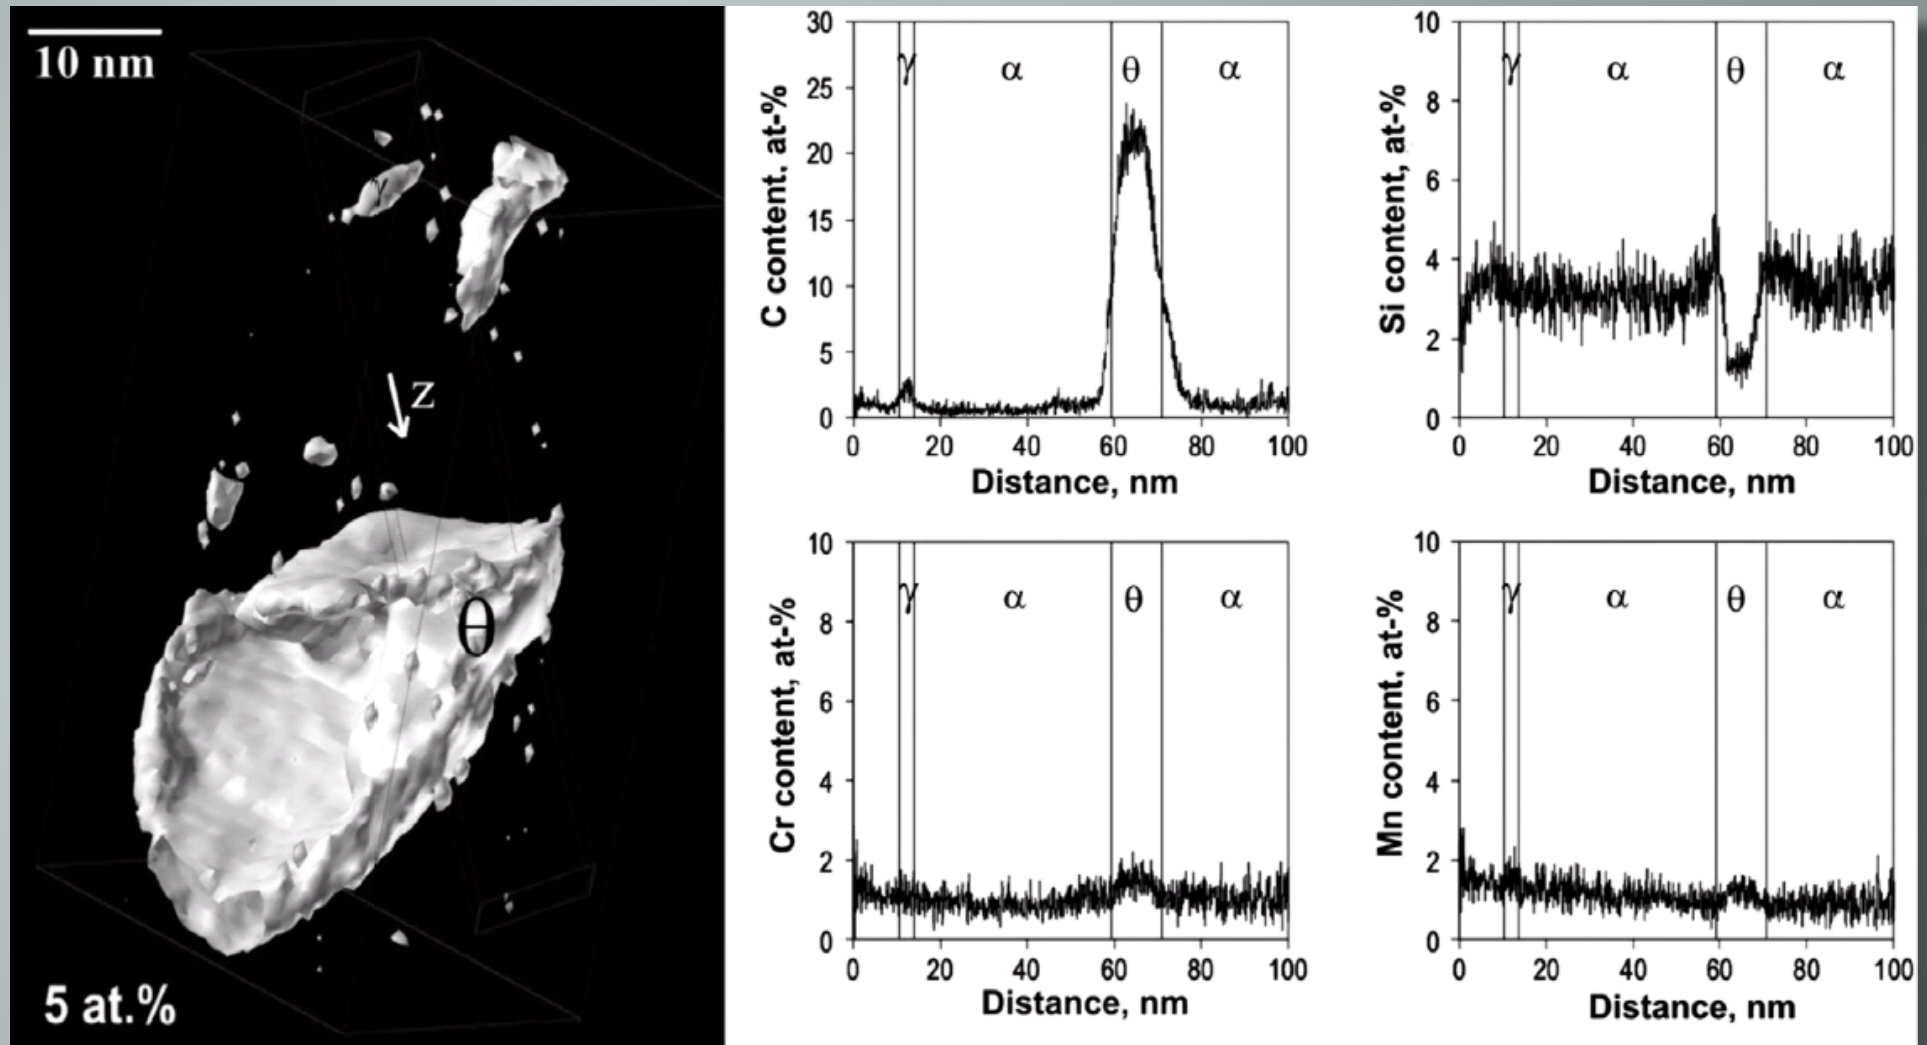 10 nm
γ
z
θ
5 at.%
30
25
20
15
10
5
0
C content. at-%
γ
α
θ
α
0
20
40
60
80
100
Distance, nm
10
8
6
4
2
0
Si content, at-%
γ
α
θ
α
0
20
40
60
80
100
Distance, nm
10
8
6
4
2
0
Cr content, at-%
γ
α
θ
α
0
20
40
60
80
100
Distance, nm
10
8
6
4
2
0
Mn content. at-%
γ
α
θ
α
0
20
40
60
80
100
Distance, nm